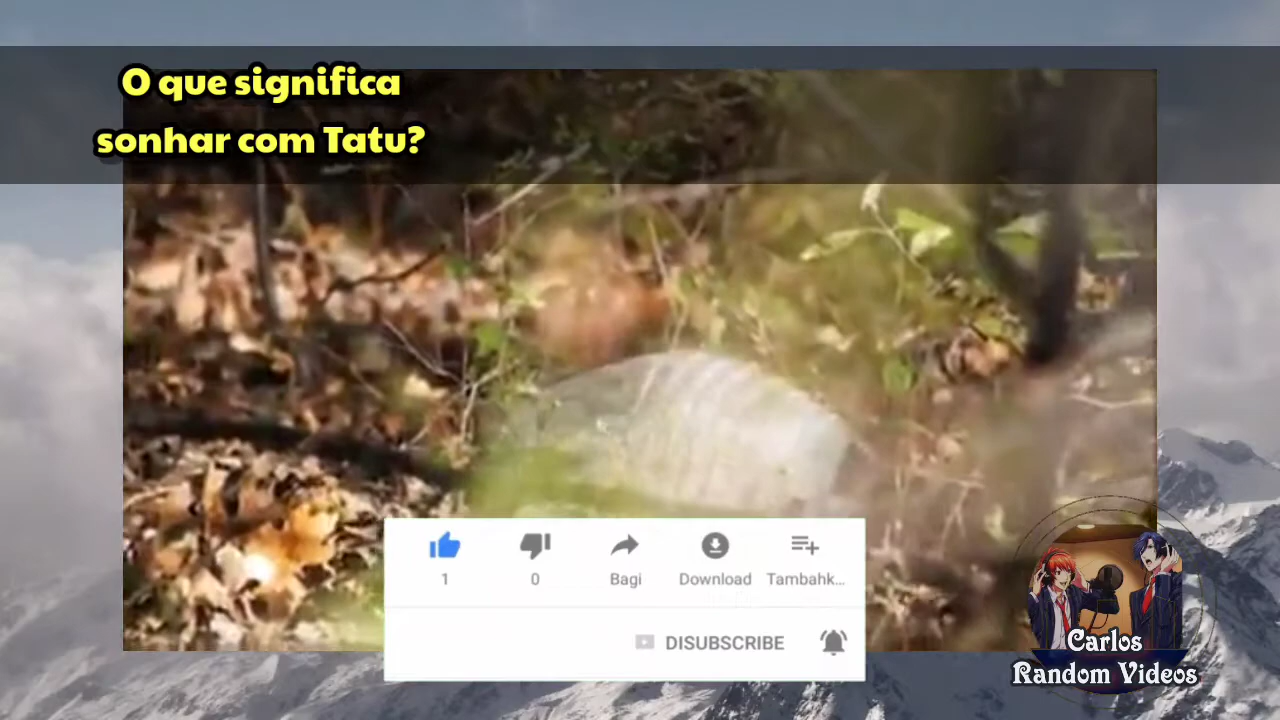 O que significa
sonhar com Tatu?
1
0
Bagi
Download
Tambahk...
DISUBSCRIBE
Carlos
Random Videos